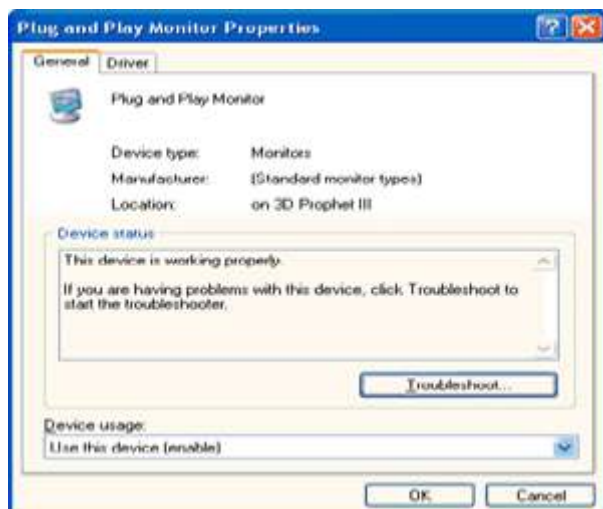 Plug and Play Monitor Properties
General Driver
Plug and Play Monitor
Device type: Monitors
Manufacturer: (Standard monitor types)
Location: on 3D Prophet III
Device status
This device is working properly.
If you are having problems with this device, click Troubleshoot to
start the troubleshooter.
Troubleshoot...
Device usage:
Use this device (enable)
OK Cancel